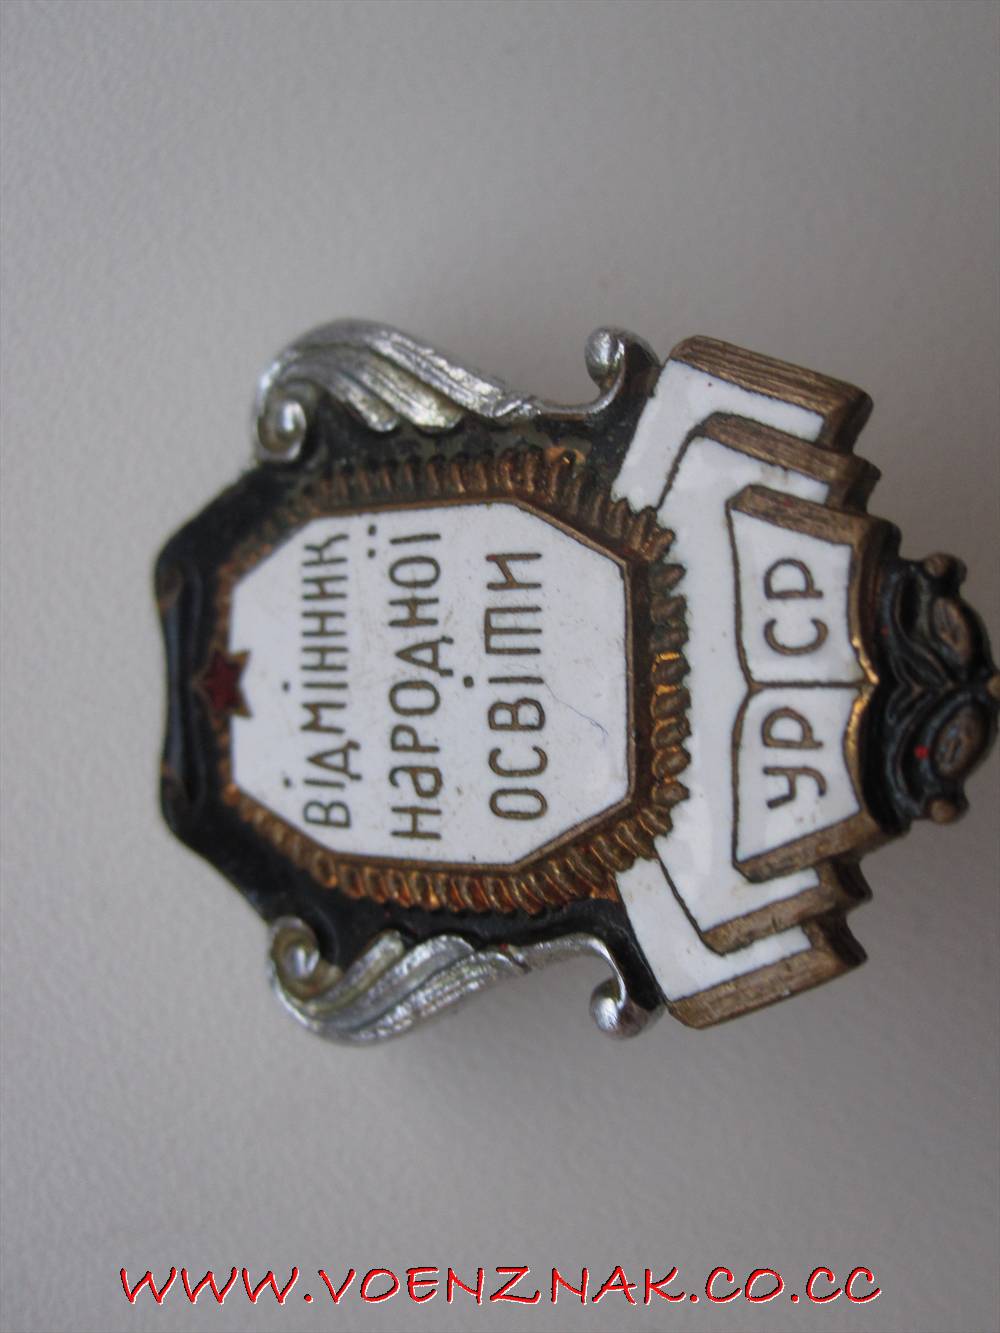 ВІДМІННИК
НАРОДНОЇ
ОСВІТИ
УРСР
WWW.VOENZNAK.CO.CC